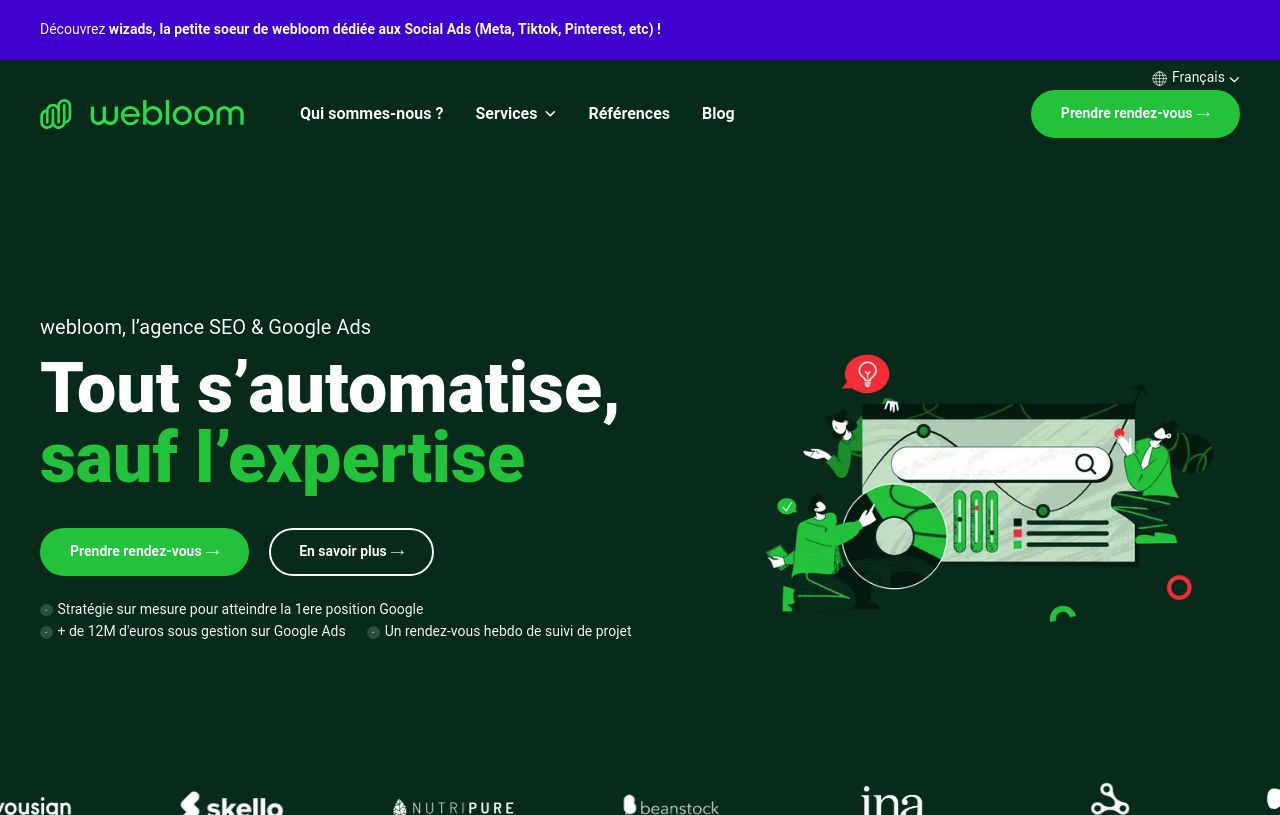 Découvrez wizads, la petite soeur de webloom dédiée aux Social Ads (Meta, Tiktok, Pinterest, etc) !
Français
webloom
Qui sommes-nous ?
Services
Références
Blog
Prendre rendez-vous →
webloom, l’agence SEO & Google Ads
Tout s’automatise,
sauf l’expertise
Prendre rendez-vous →
En savoir plus →
Stratégie sur mesure pour atteindre la 1ere position Google
+ de 12M d'euros sous gestion sur Google Ads
Un rendez-vous hebdo de suivi de projet
yousign
skello
NUTRIPURE
beanstock
ina